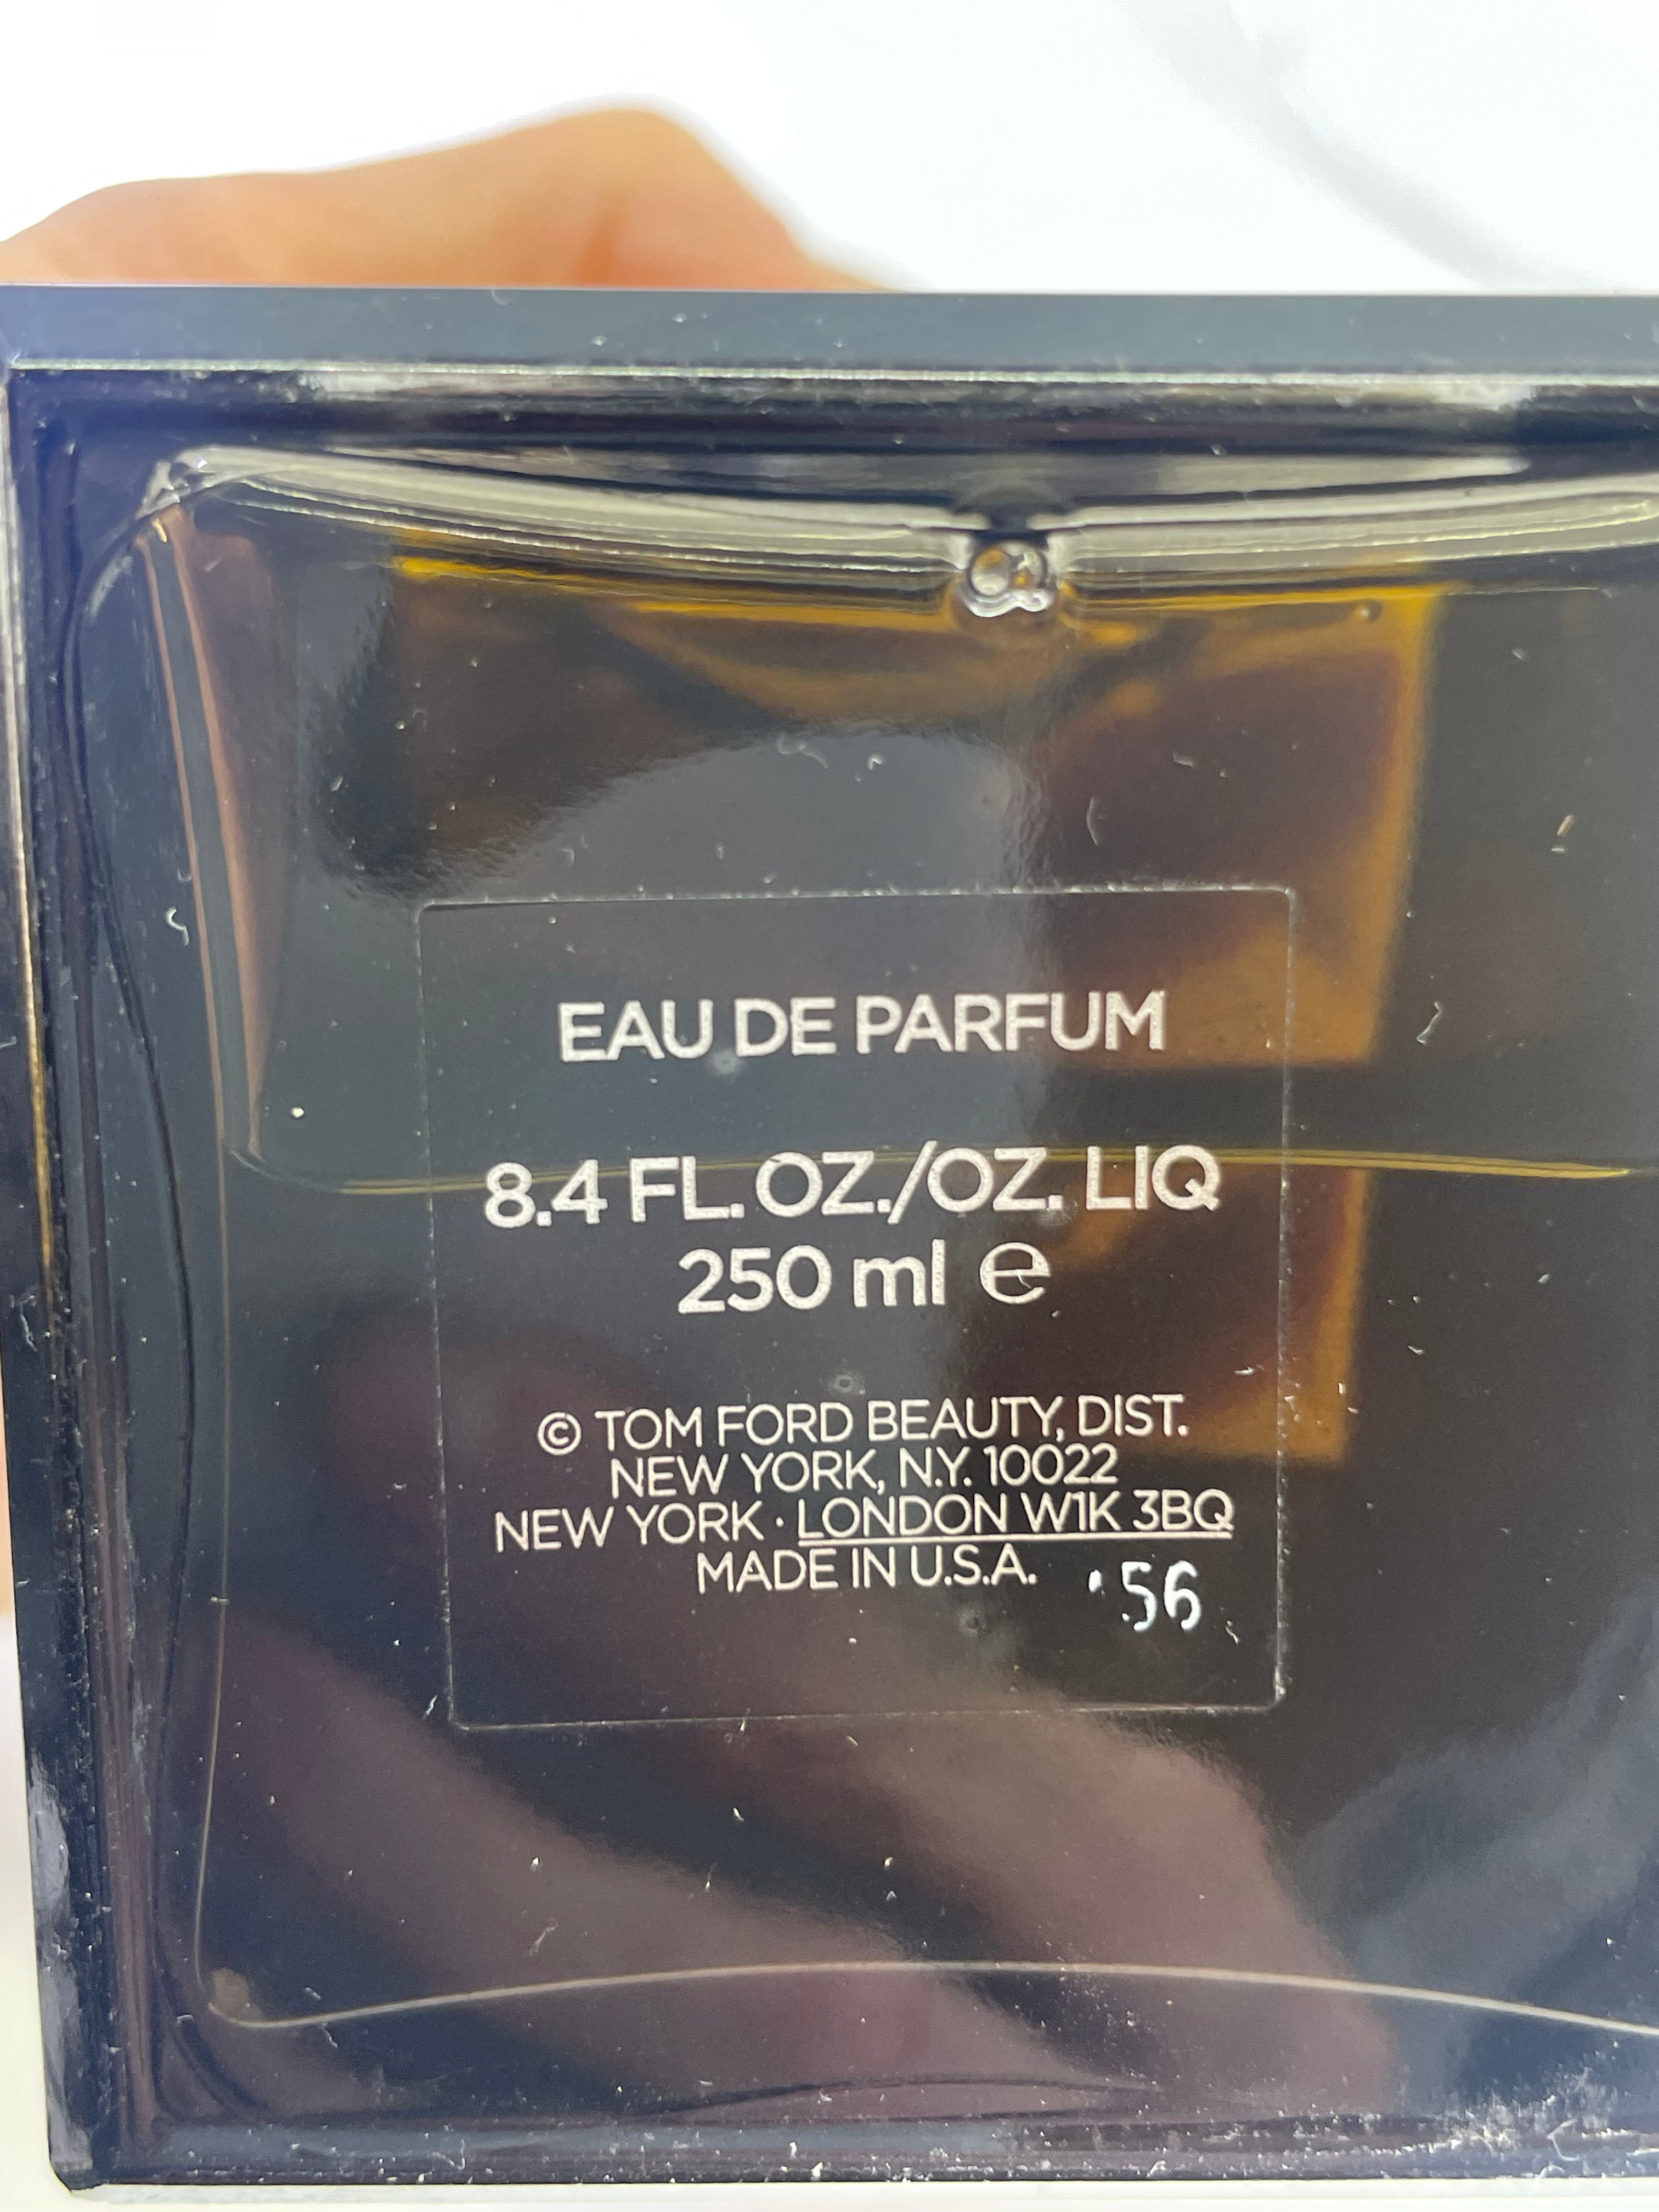 EAU DE PARFUM
8.4 FL. OZ./OZ. LIQ
250 ml ℮
© TOM FORD BEAUTY, DIST.
NEW YORK, N.Y. 10022
NEW YORK · LONDON W1K 3BQ
MADE IN U.S.A.
56